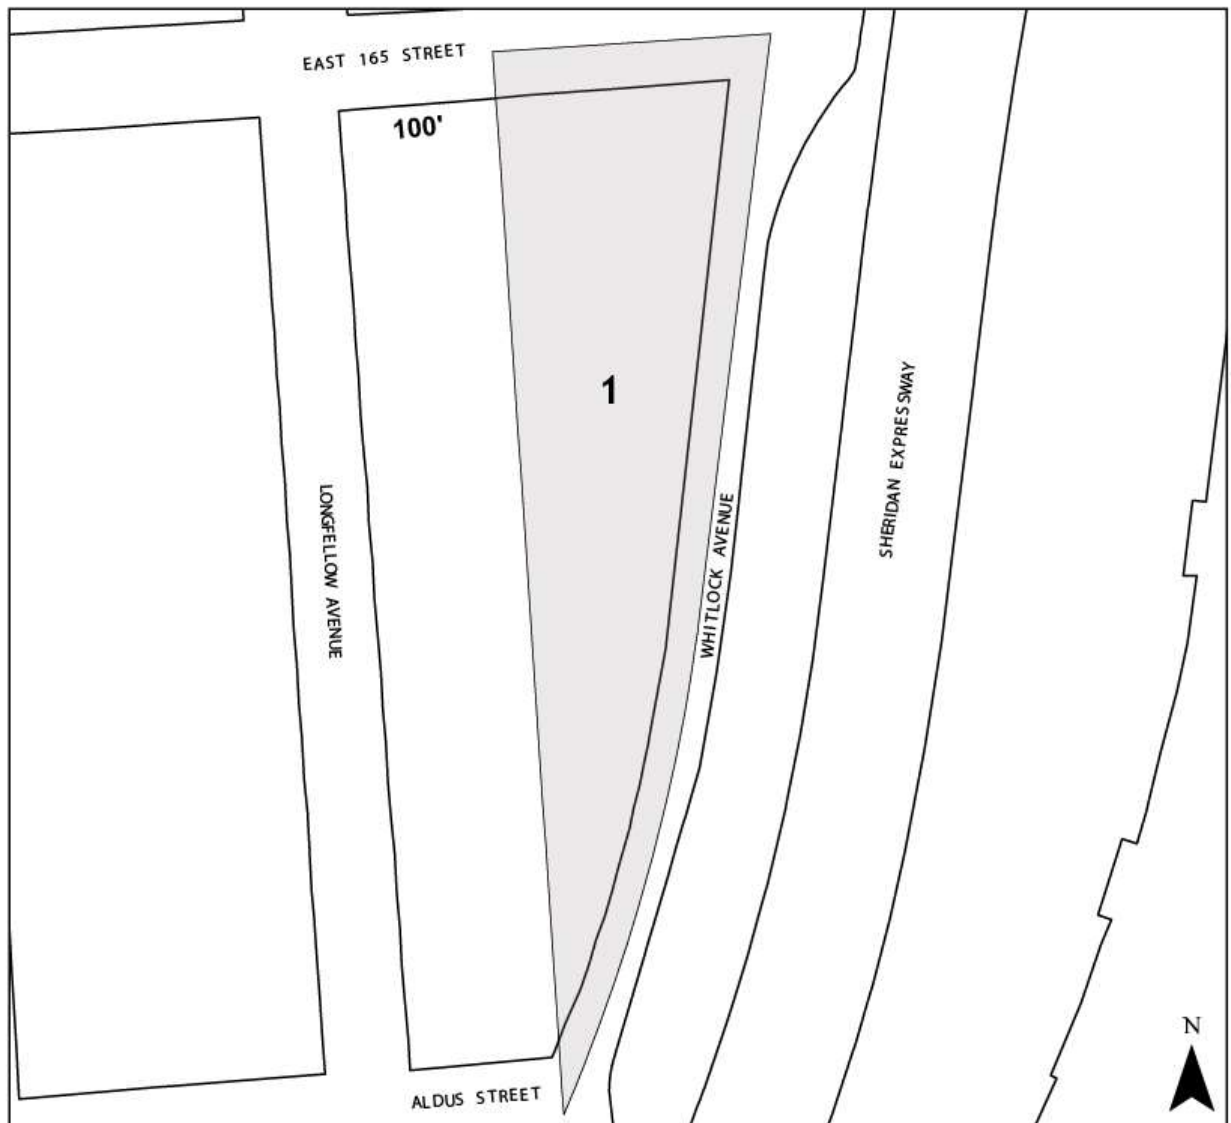 EAST 165 STREET
100'
1
LONGFELLOW AVENUE
WHITLOCK AVENUE
SHERIDAN EXPRESSWAY
ALDUS STREET
N